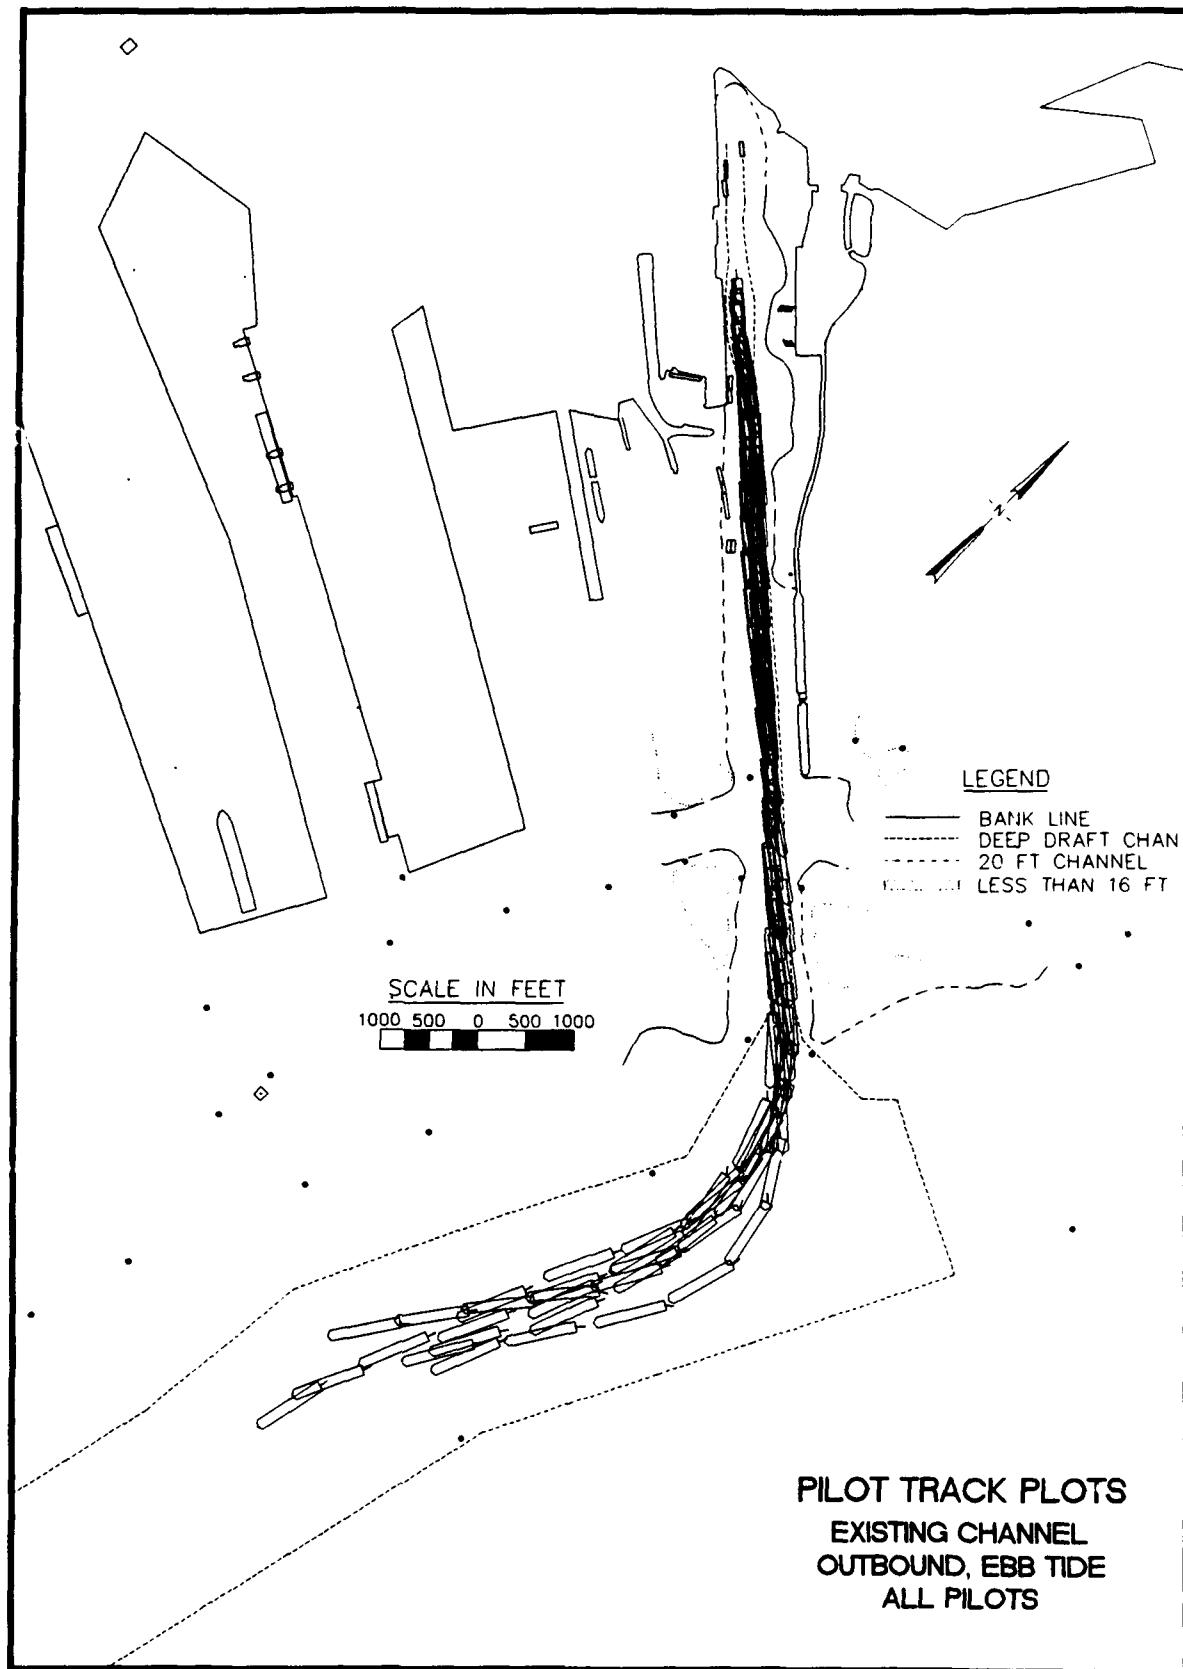 N
LEGEND
BANK LINE
DEEP DRAFT CHAN
20 FT CHANNEL
LESS THAN 16 FT
SCALE IN FEET
1000 500 0 500 1000
PILOT TRACK PLOTS
EXISTING CHANNEL
OUTBOUND, EBB TIDE
ALL PILOTS